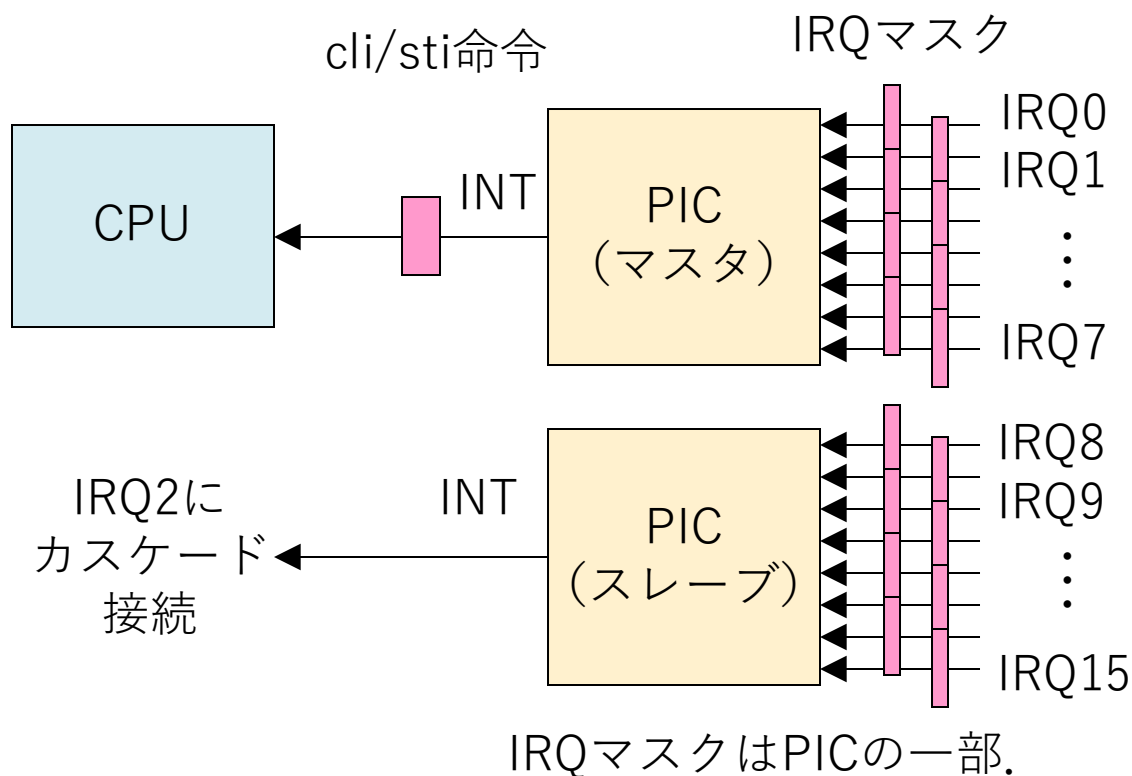 cli/sti命令
IRQマスク
CPU
INT
PIC
(マスタ)
IRQ0
IRQ1
⋮
IRQ7
IRQ2に
カスケード
接続
INT
PIC
(スレーブ)
IRQ8
IRQ9
⋮
IRQ15
IRQマスクはPICの一部.